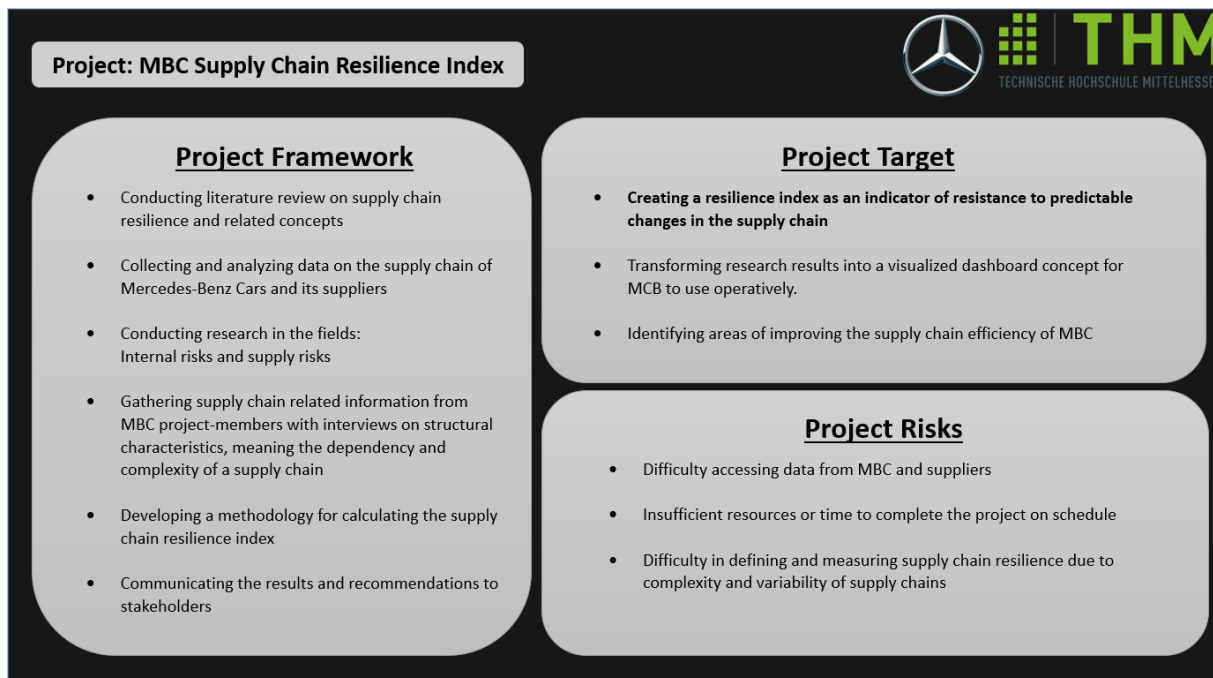 Project: MBC Supply Chain Resilience Index
THM
TECHNISCHE HOCHSCHULE MITTELHESSE
Project Framework
• Conducting literature review on supply chain
resilience and related concepts
• Collecting and analyzing data on the supply chain of
Mercedes-Benz Cars and its suppliers
• Conducting research in the fields:
Internal risks and supply risks
• Gathering supply chain related information from
MBC project-members with interviews on structural
characteristics, meaning the dependency and
complexity of a supply chain
• Developing a methodology for calculating the supply
chain resilience index
• Communicating the results and recommendations to
stakeholders
Project Target
• Creating a resilience index as an indicator of resistance to predictable
changes in the supply chain
• Transforming research results into a visualized dashboard concept for
MCB to use operatively.
• Identifying areas of improving the supply chain efficiency of MBC
Project Risks
• Difficulty accessing data from MBC and suppliers
• Insufficient resources or time to complete the project on schedule
• Difficulty in defining and measuring supply chain resilience due to
complexity and variability of supply chains